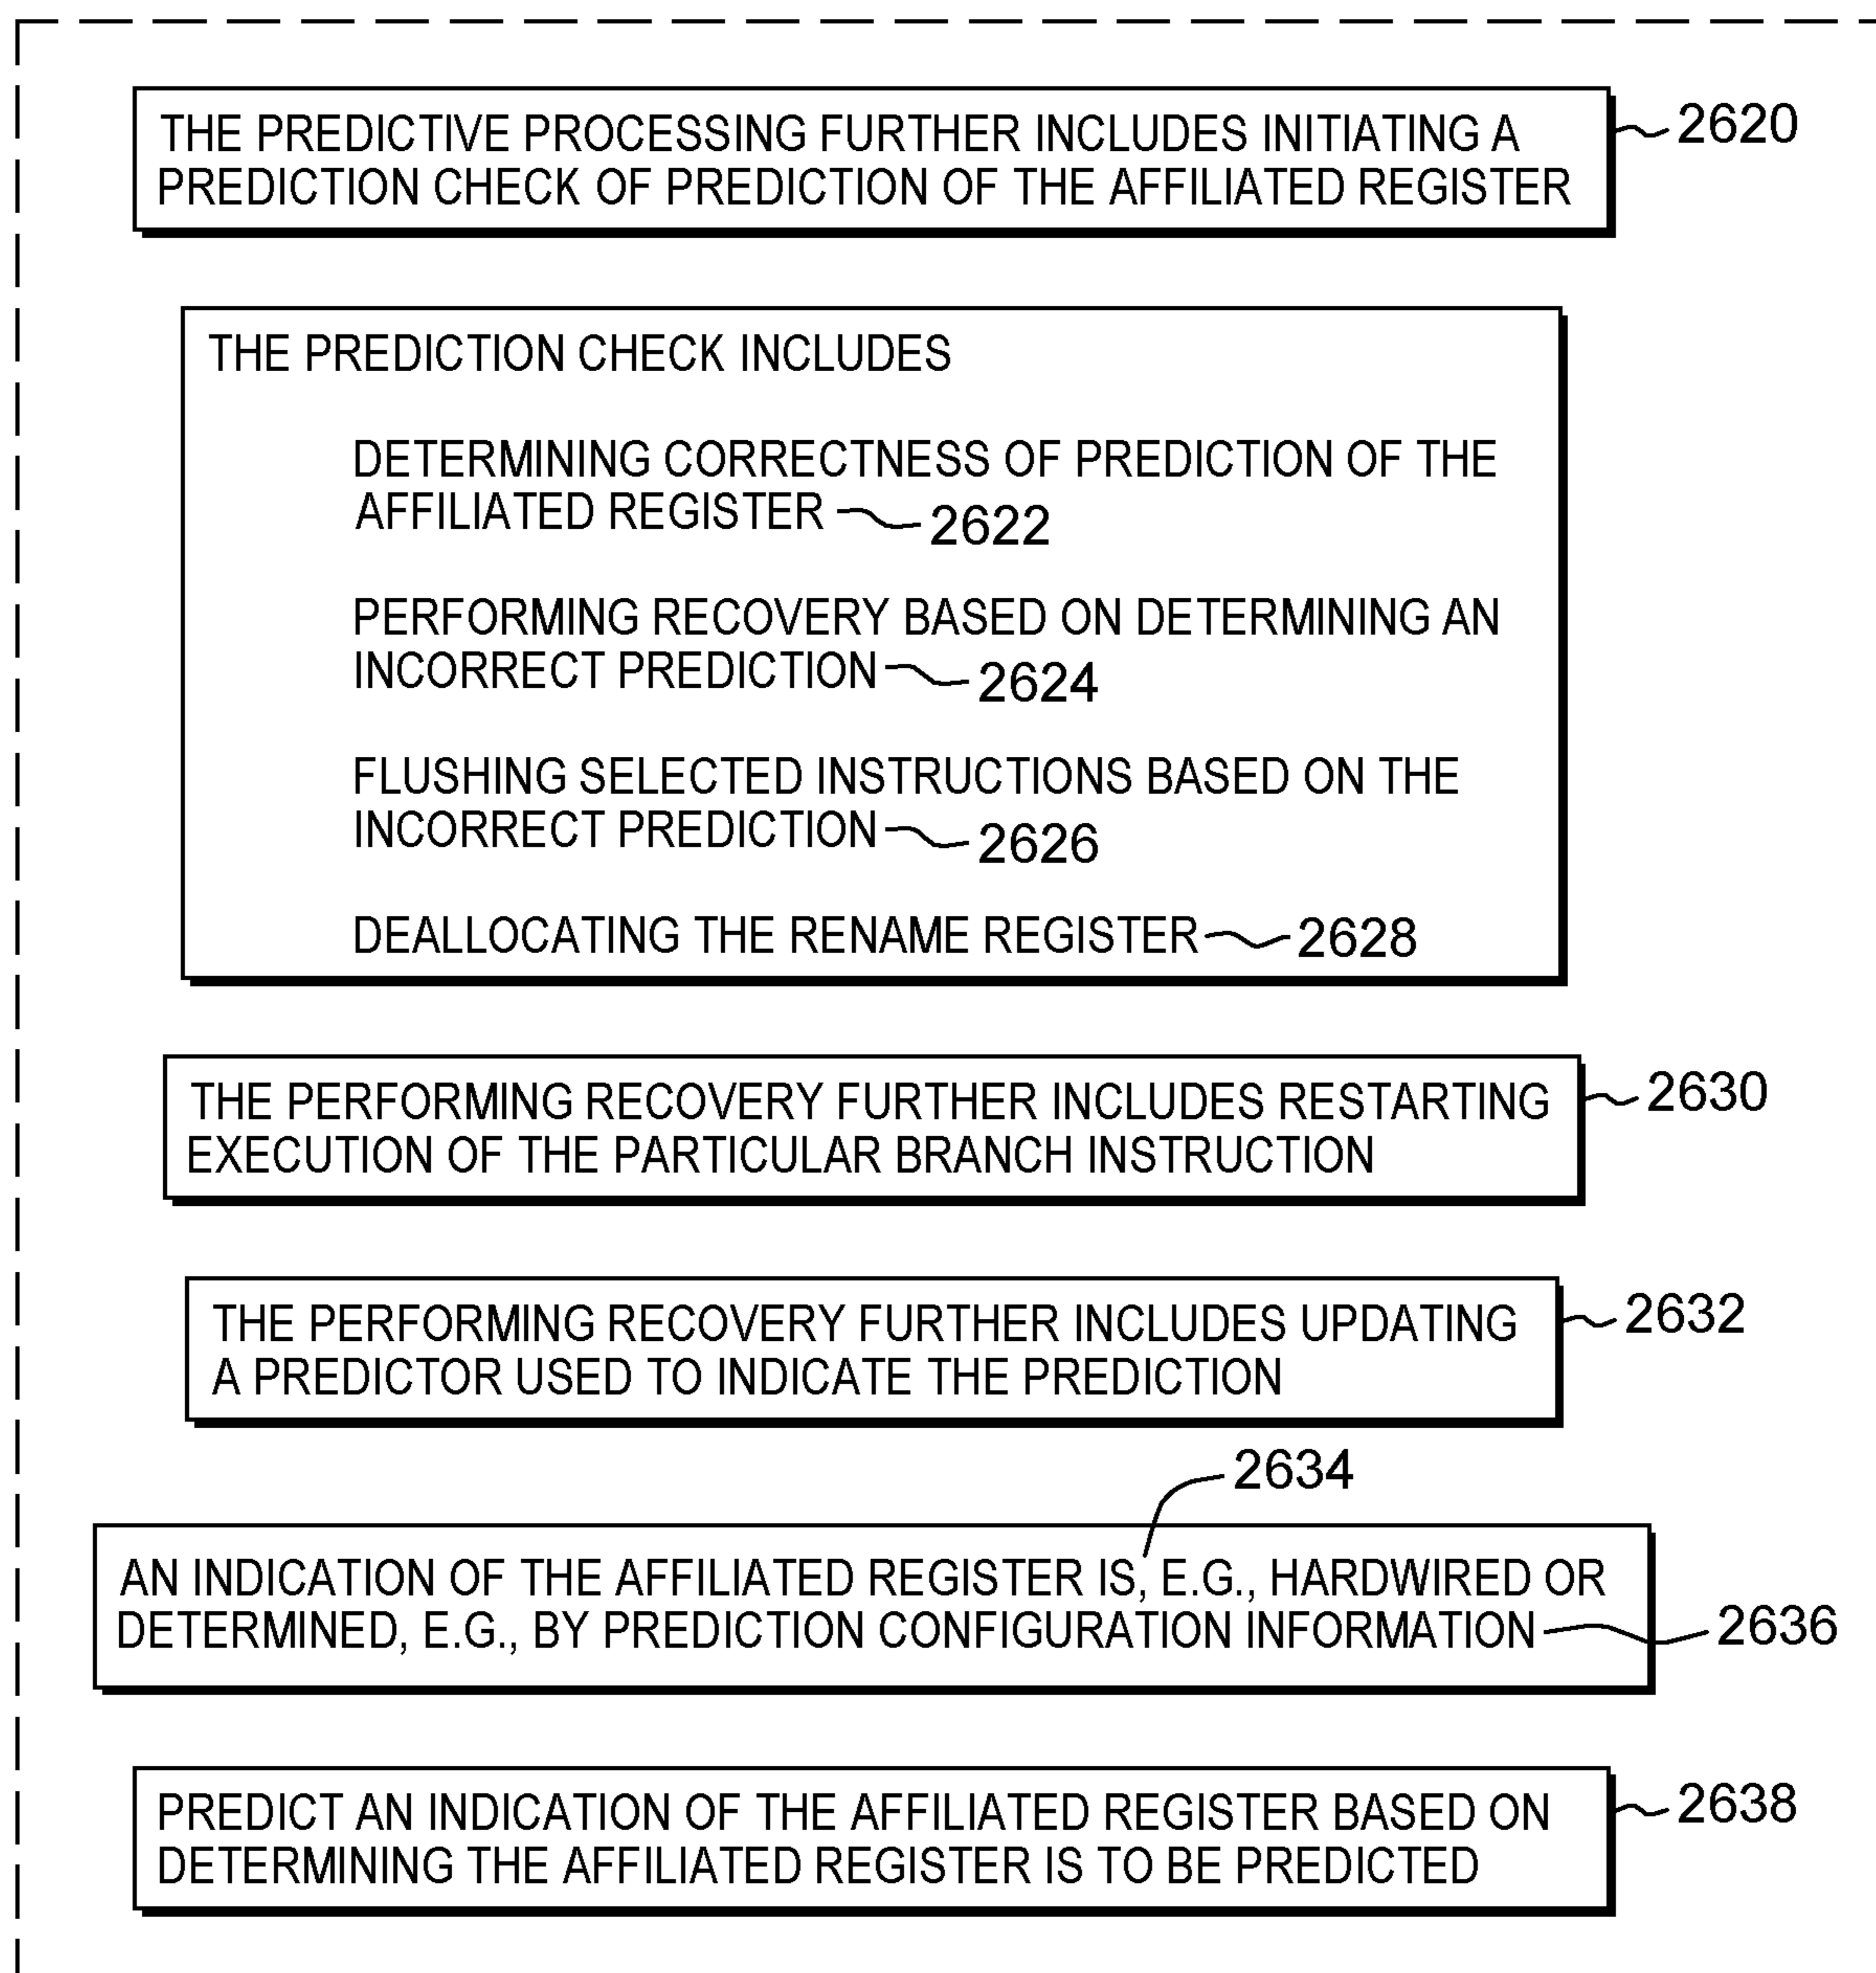 THE PREDICTIVE PROCESSING FURTHER INCLUDES INITIATING A
PREDICTION CHECK OF PREDICTION OF THE AFFILIATED REGISTER
2620
THE PREDICTION CHECK INCLUDES
DETERMINING CORRECTNESS OF PREDICTION OF THE
AFFILIATED REGISTER 2622
PERFORMING RECOVERY BASED ON DETERMINING AN
INCORRECT PREDICTION 2624
FLUSHING SELECTED INSTRUCTIONS BASED ON THE
INCORRECT PREDICTION 2626
DEALLOCATING THE RENAME REGISTER 2628
THE PERFORMING RECOVERY FURTHER INCLUDES RESTARTING
EXECUTION OF THE PARTICULAR BRANCH INSTRUCTION
2630
THE PERFORMING RECOVERY FURTHER INCLUDES UPDATING
A PREDICTOR USED TO INDICATE THE PREDICTION
2632
2634
AN INDICATION OF THE AFFILIATED REGISTER IS, E.G., HARDWIRED OR
DETERMINED, E.G., BY PREDICTION CONFIGURATION INFORMATION 2636
PREDICT AN INDICATION OF THE AFFILIATED REGISTER BASED ON
DETERMINING THE AFFILIATED REGISTER IS TO BE PREDICTED
2638